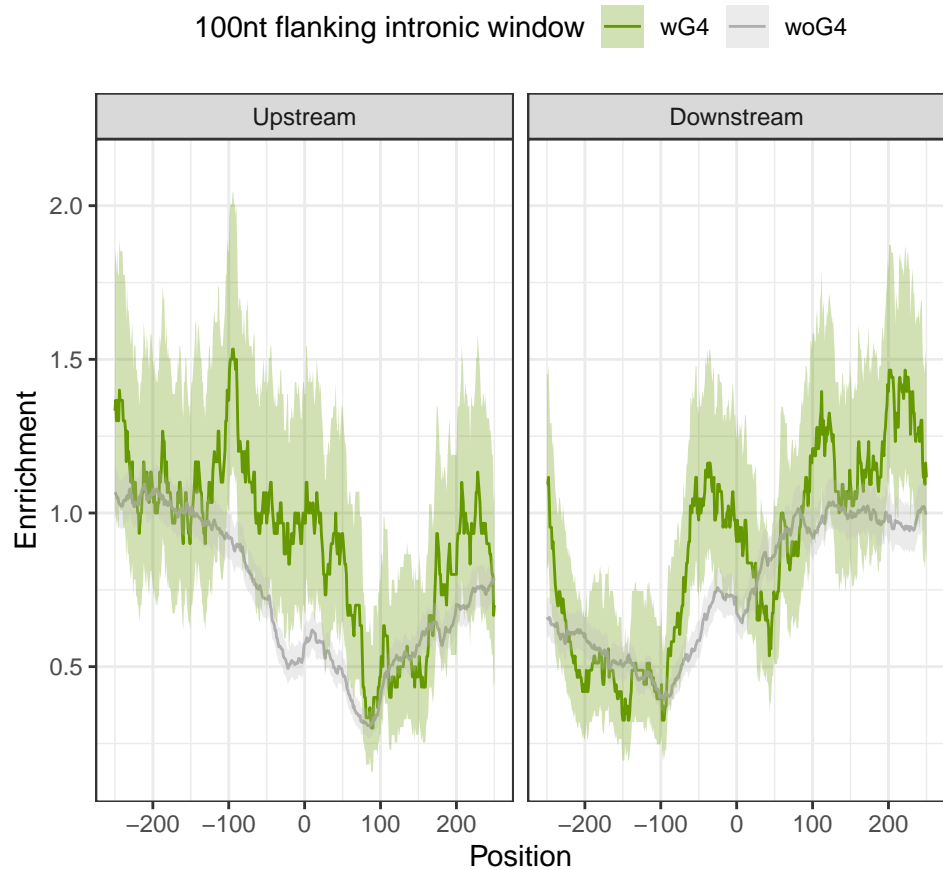 100nt flanking intronic window wG4 woG4
Upstream Downstream
2.0
1.5
1.0
0.5
Enrrichment
−200 −100 0 100 200 −200 −100 0 100 200
Position